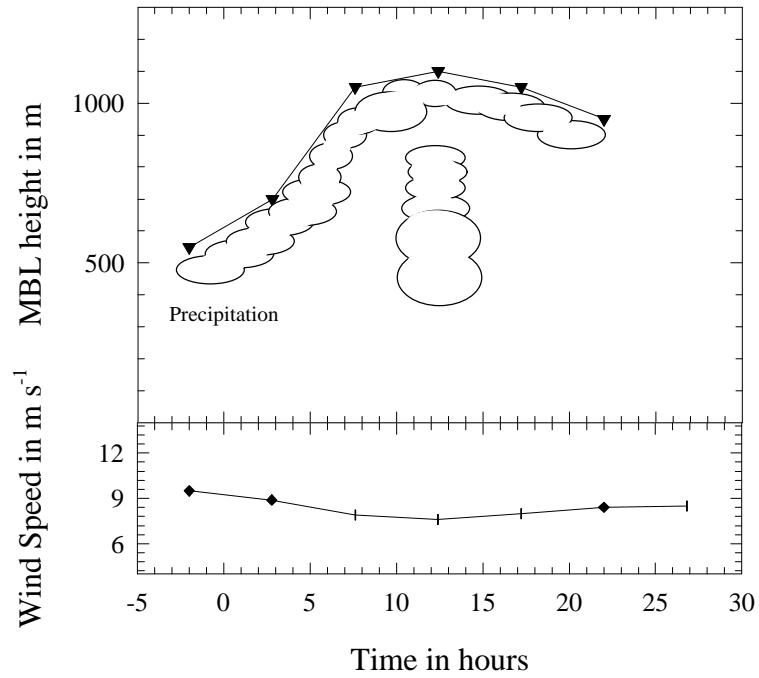 MBL height in m
1000
500
Precipitation
Wind Speed in m s⁻¹
12
9
6
-5 0 5 10 15 20 25 30
Time in hours